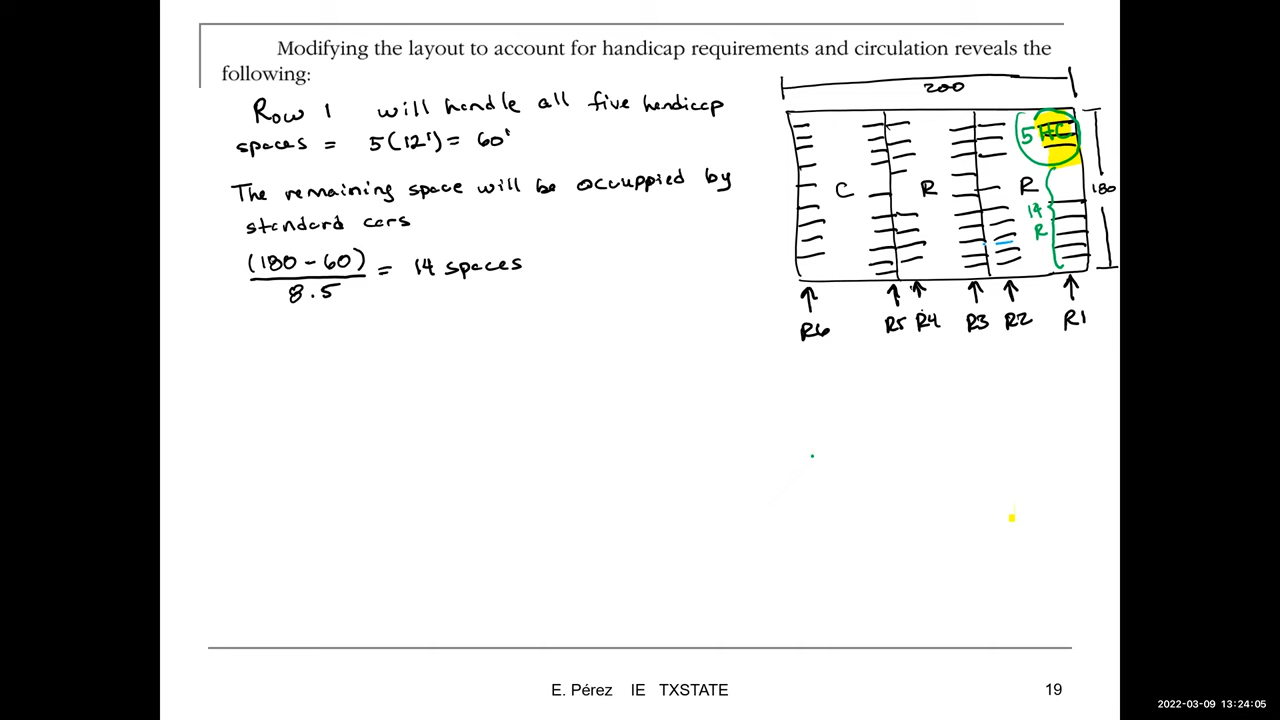 Modifying the layout to account for handicap requirements and circulation reveals the
following:
Row 1 will handle all five handicap
spaces = 5(12') = 60'
The remaining space will be occuppied by
standard cars
(180 - 60)
8.5
= 14 spaces
200
5 HC
C R R
14
R
180
R6 R5 R4 R3 R2 R1
E. Pérez IE TXSTATE
19
2022-03-09 13:24:05